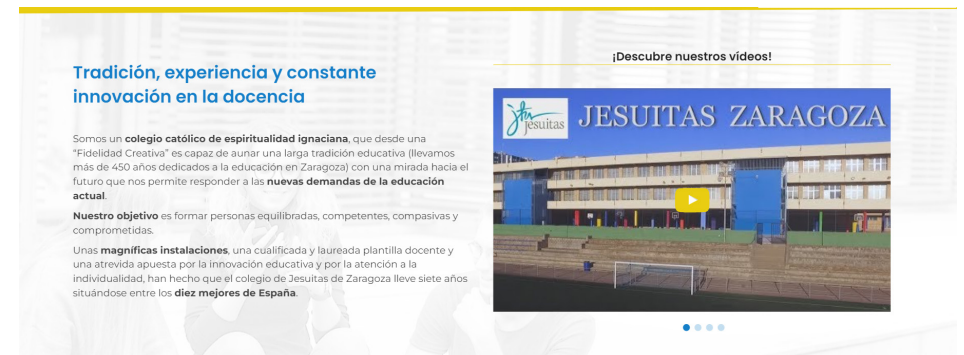 Tradición, experiencia y constante
innovación en la docencia
Somos un colegio católico de espiritualidad ignaciana, que desde una
"Fidelidad Creativa" es capaz de aunar una larga tradición educativa (llevamos
más de 450 años dedicados a la educación en Zaragoza) con una mirada hacia el
futuro que nos permite responder a las nuevas demandas de la educación
actual.
Nuestro objetivo es formar personas equilibradas, competentes, compasivas y
comprometidas.
Unas magníficas instalaciones, una cualificada y laureada plantilla docente y
una atrevida apuesta por la innovación educativa y por la atención a la
individualidad, han hecho que el colegio de Jesuitas de Zaragoza lleve siete años
situándose entre los diez mejores de España.
¡Descubre nuestros vídeos!
jesuitas
JESUITAS ZARAGOZA